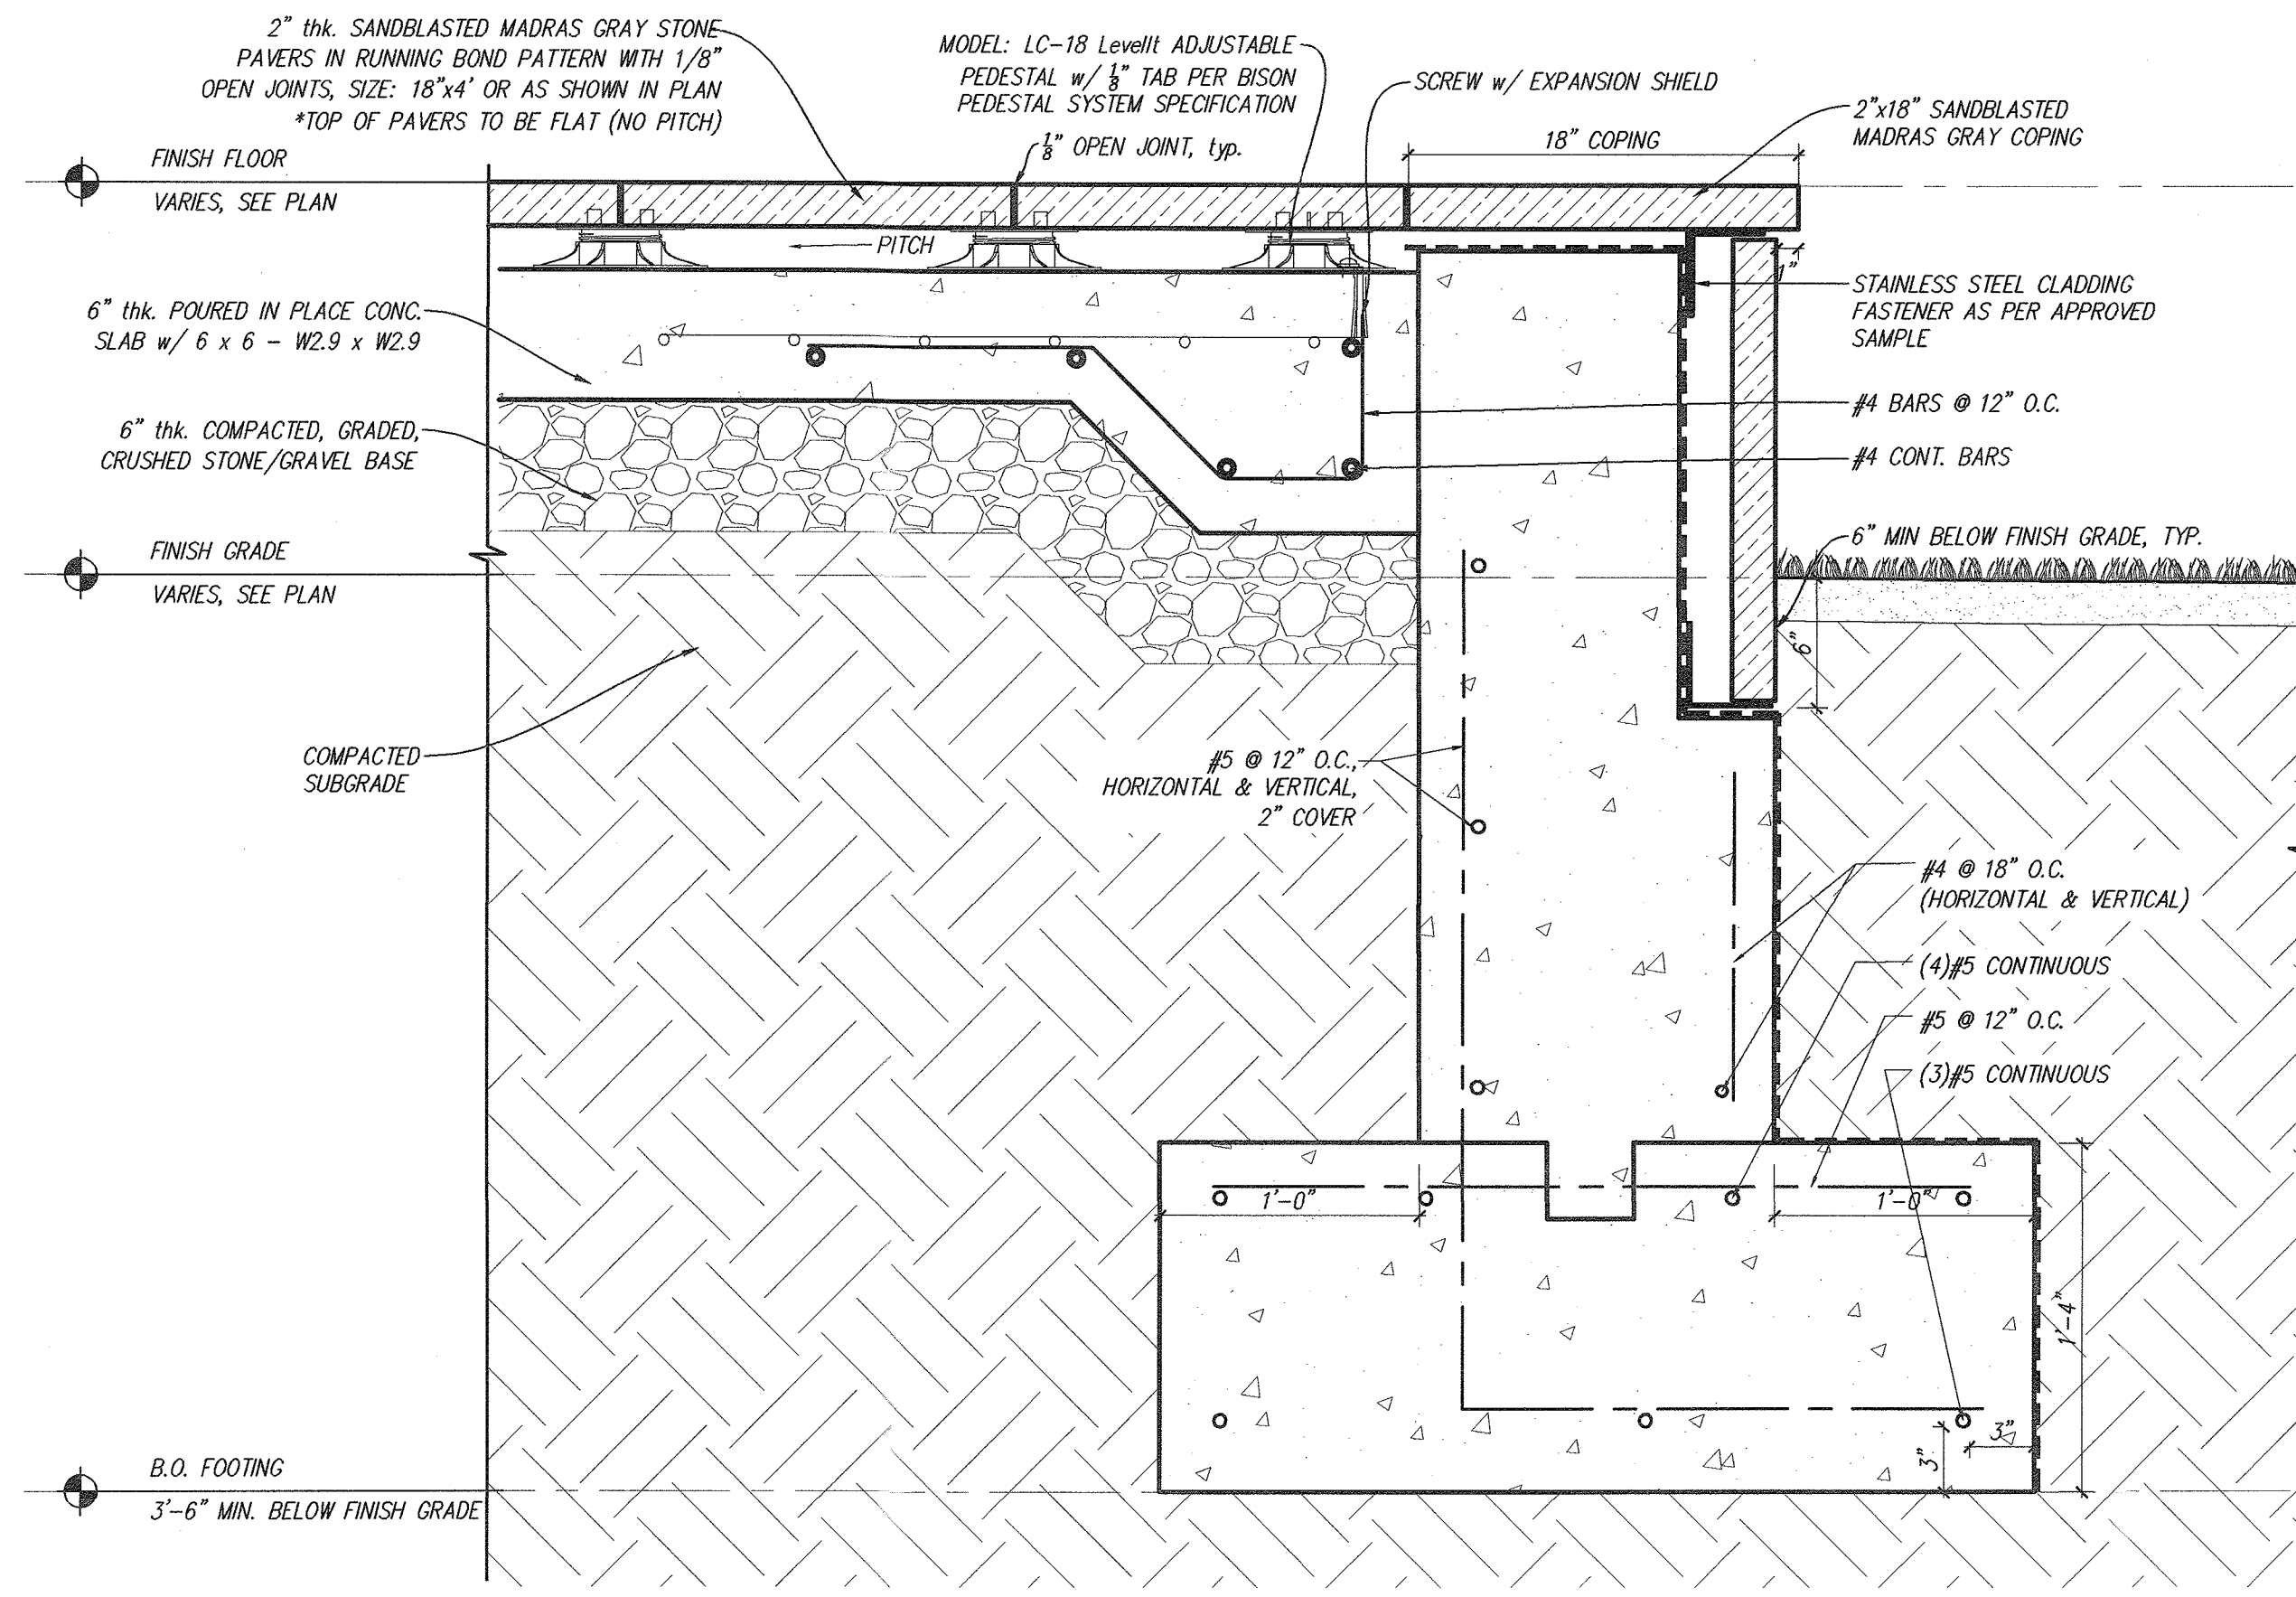 2" thk. SANDBLASTED MADRAS GRAY STONE
PAVERS IN RUNNING BOND PATTERN WITH 1/8"
OPEN JOINTS, SIZE: 18"x4' OR AS SHOWN IN PLAN
*TOP OF PAVERS TO BE FLAT (NO PITCH)
MODEL: LC-18 LevelIt ADJUSTABLE
PEDESTAL w/ 1/8" TAB PER BISON
PEDESTAL SYSTEM SPECIFICATION
1/8" OPEN JOINT, typ.
SCREW w/ EXPANSION SHIELD
18" COPING
2"x18" SANDBLASTED
MADRAS GRAY COPING
FINISH FLOOR
VARIES, SEE PLAN
PITCH
1"
STAINLESS STEEL CLADDING
FASTENER AS PER APPROVED
SAMPLE
6" thk. POURED IN PLACE CONC.
SLAB w/ 6 x 6 - W2.9 x W2.9
#4 BARS @ 12" O.C.
6" thk. COMPACTED, GRADED,
CRUSHED STONE/GRAVEL BASE
#4 CONT. BARS
6" MIN BELOW FINISH GRADE, TYP.
FINISH GRADE
VARIES, SEE PLAN
6"
COMPACTED
SUBGRADE
#5 @ 12" O.C.,
HORIZONTAL & VERTICAL,
2" COVER
#4 @ 18" O.C.
(HORIZONTAL & VERTICAL)
(4)#5 CONTINUOUS
#5 @ 12" O.C.
(3)#5 CONTINUOUS
1'-0"
1'-0"
1'-4"
3"
3"
B.O. FOOTING
3'-6" MIN. BELOW FINISH GRADE